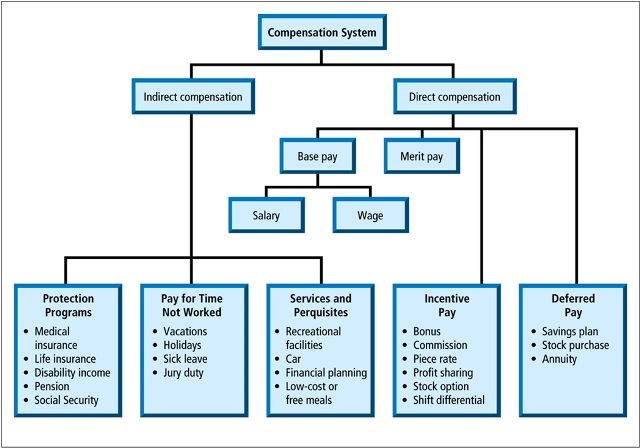 Compensation System
Indirect compensation
Direct compensation
Base pay
Merit pay
Salary
Wage
Protection
Programs
• Medical
insurance
• Life insurance
• Disability income
• Pension
• Social Security
Pay for Time
Not Worked
• Vacations
• Holidays
• Sick leave
• Jury duty
Services and
Perquisites
• Recreational
facilities
• Car
• Financial planning
• Low-cost or
free meals
Incentive
Pay
• Bonus
• Commission
• Piece rate
• Profit sharing
• Stock option
• Shift differential
Deferred
Pay
• Savings plan
• Stock purchase
• Annuity